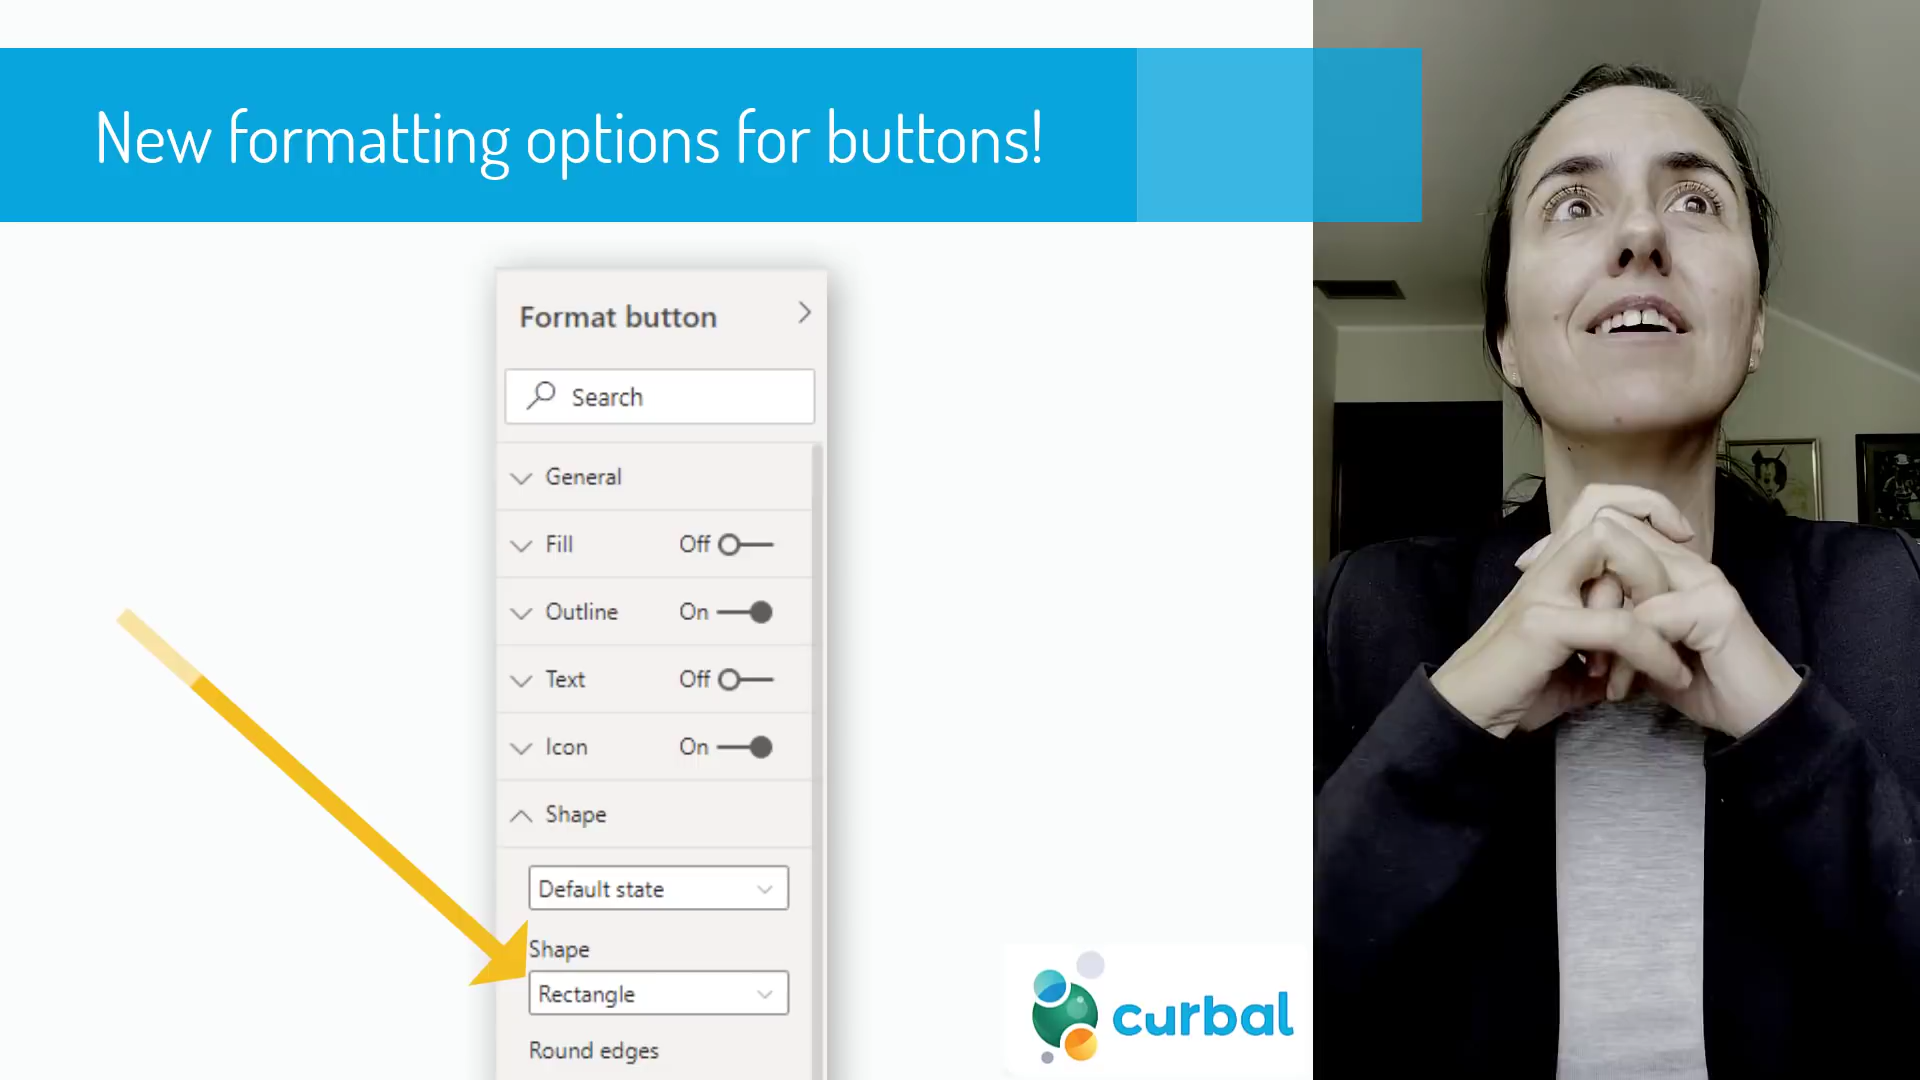 New formatting options for buttons!
Format button
Search
General
Fill Off
Outline On
Text Off
Icon On
Shape
Default state
Shape
Rectangle
Round edges
curbal